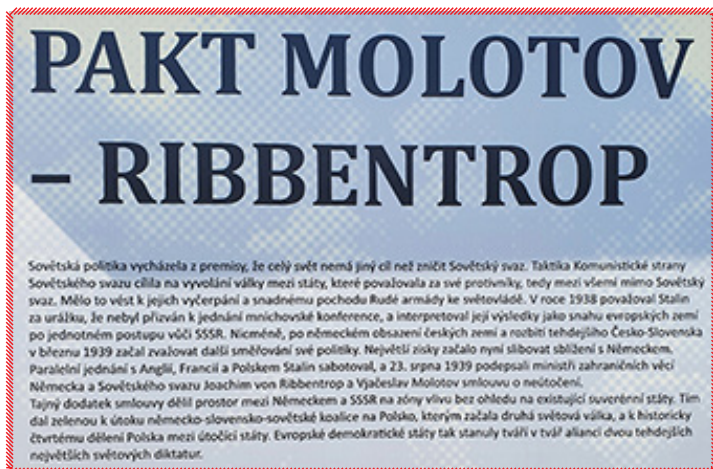 PAKT MOLOTOV
– RIBBENTROP
Sovětská politika vycházela z premisy, že celý svět nemá jiný cíl než zničit Sovětský svaz. Taktika Komunistické strany
Sovětského svazu cílila na vyvolání války mezi státy, které považovala za své protivníky, tedy mezi všemi mimo Sovětský
svaz. Mělo to vést k jejich vyčerpání a snadnému pochodu Rudé armády ke světovládě. V roce 1938 považoval Stalin
za urážku, že nebyl přizván k jednání mnichovské konference, a interpretoval její výsledky jako snahu evropských zemí
po jednotném postupu vůči SSSR. Nicméně, po německém obsazení českých zemí a rozbití tehdejšího Česko-Slovenska
v březnu 1939 začal zvažovat další směřování své politiky. Největší zisky začalo nyní slibovat sblížení s Německem.
Paralelní jednání s Anglií, Francií a Polskem Stalin sabotoval, a 23. srpna 1939 podepsali ministři zahraničních věcí
Německa a Sovětského svazu Joachim von Ribbentrop a Vjačeslav Molotov smlouvu o neútočení.
Tajný dodatek smlouvy dělil prostor mezi Německem a SSSR na zóny vlivu bez ohledu na existující suverénní státy. Tím
dal zelenou k útoku německo-slovensko-sovětské koalice na Polsko, kterým začala druhá světová válka, a k historicky
čtvrtému dělení Polska mezi útočící státy. Evropské demokratické státy tak stanuly tváří v tvář alianci dvou tehdejších
největších světových diktatur.